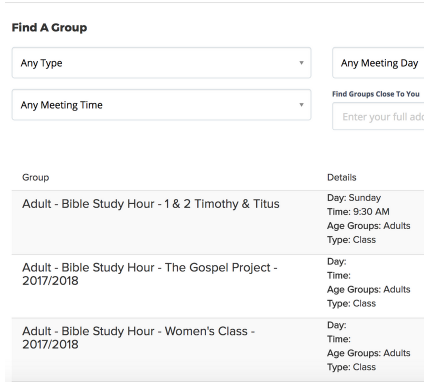 Find A Group
Any Type
Any Meeting Day
Any Meeting Time
Find Groups Close To You
Enter your full
Group
Details
Adult - Bible Study Hour - 1 & 2 Timothy & Titus
Day: Sunday
Time: 9:30 AM
Age Groups: Adults
Type: Class
Adult - Bible Study Hour - The Gospel Project -
2017/2018
Day:
Time:
Age Groups: Adults
Type: Class
Adult - Bible Study Hour - Women's Class -
2017/2018
Day:
Time:
Age Groups: Adults
Type: Class